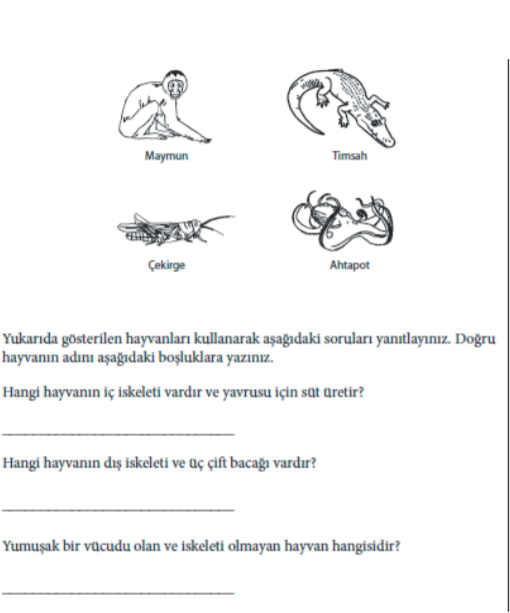 Maymun
Timsah
Çekirge
Ahtapot
Yukarıda gösterilen hayvanları kullanarak aşağıdaki soruları yanıtlayınız. Doğru
hayvanın adını aşağıdaki boşluklara yazınız.
Hangi hayvanın iç iskeleti vardır ve yavrusu için süt üretir?
Hangi hayvanın dış iskeleti ve üç çift bacağı vardır?
Yumuşak bir vücudu olan ve iskeleti olmayan hayvan hangisidir?